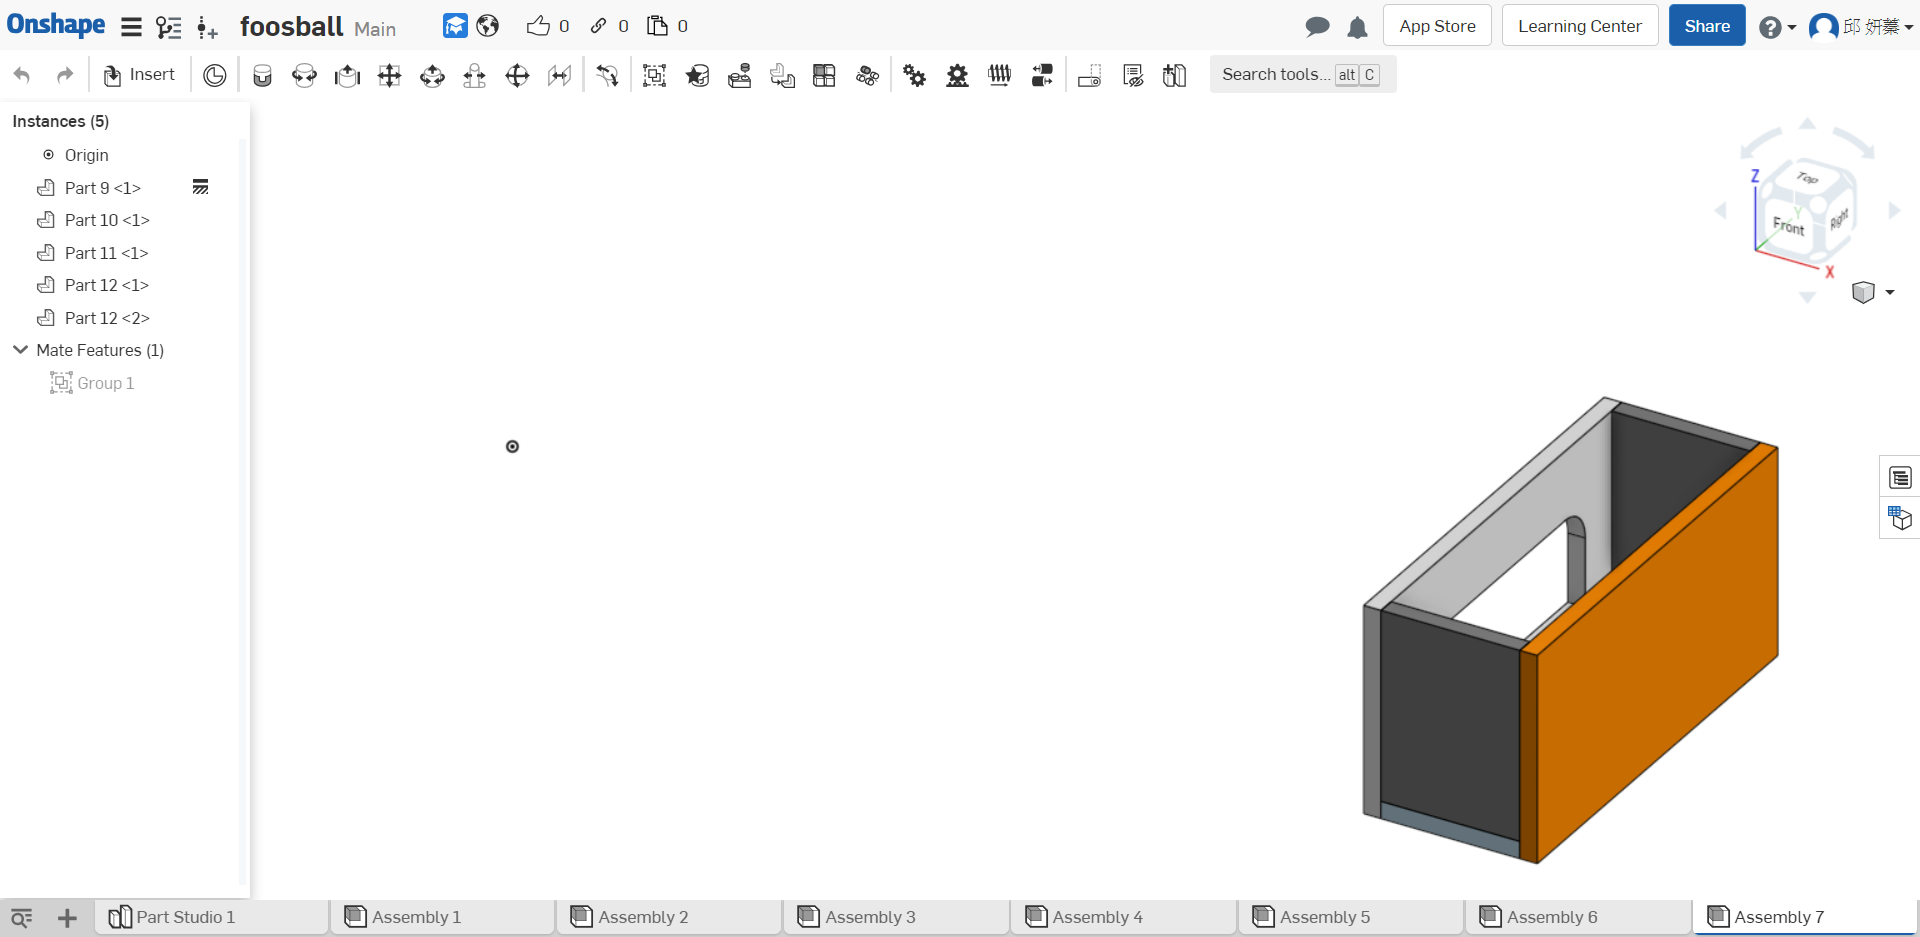 Onshape foosball Main 0 0 0 App Store Learning Center Share 邱 妍蓁
Insert Search tools... alt C
Instances (5)
Origin
Part 9 <1>
Part 10 <1>
Part 11 <1>
Part 12 <1>
Part 12 <2>
Mate Features (1)
Group 1
Z
Top
Y
Front
Right
X
Part Studio 1 Assembly 1 Assembly 2 Assembly 3 Assembly 4 Assembly 5 Assembly 6 Assembly 7